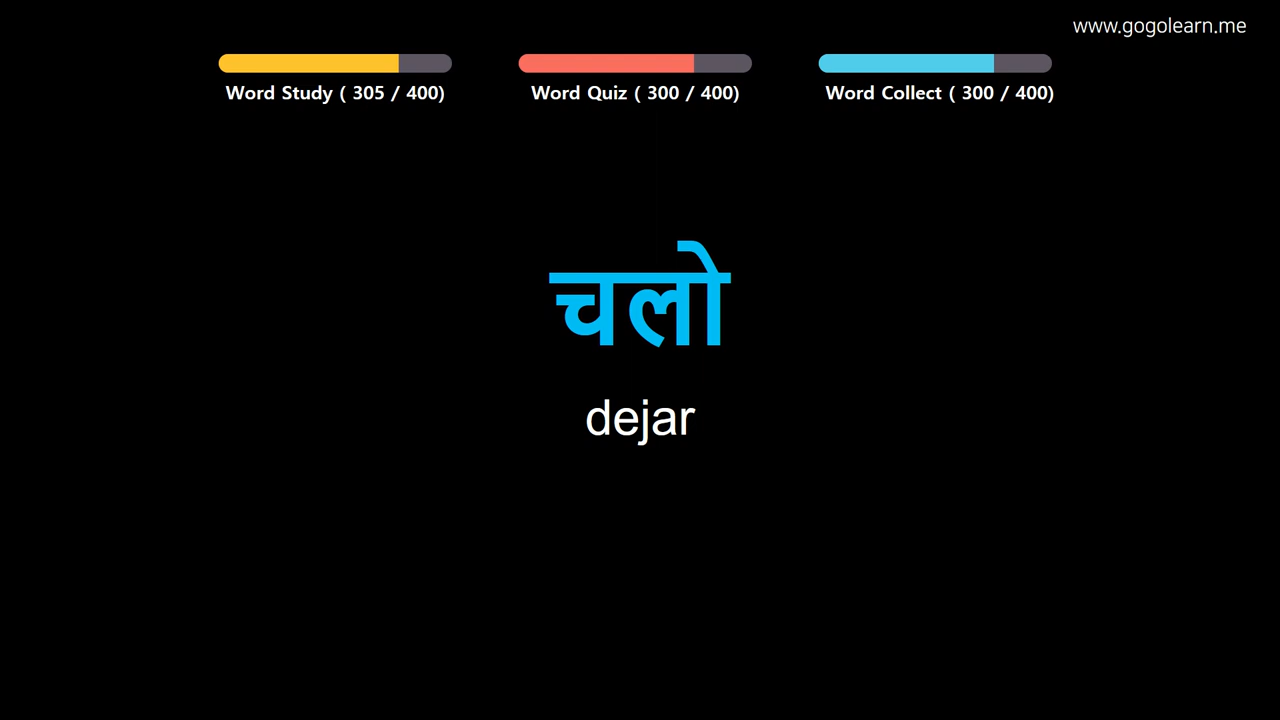 www.gogolearn.me
Word Study ( 305 / 400)
Word Quiz ( 300 / 400)
Word Collect ( 300 / 400)
चलो
dejar